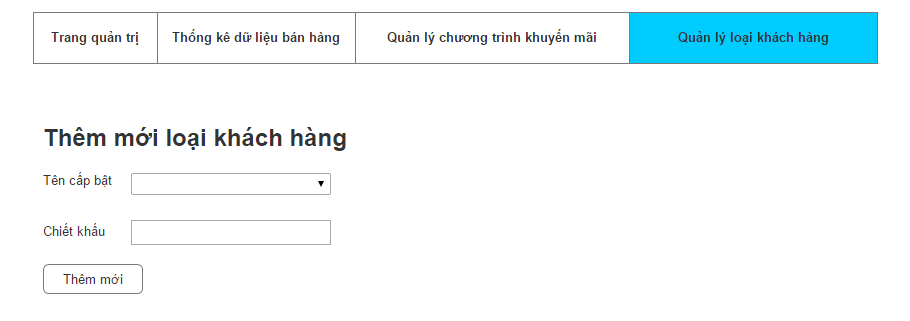 Trang quản trị
Thống kê dữ liệu bán hàng
Quản lý chương trình khuyến mãi
Quản lý loại khách hàng
Thêm mới loại khách hàng
Tên cấp bật
Chiết khấu
Thêm mới